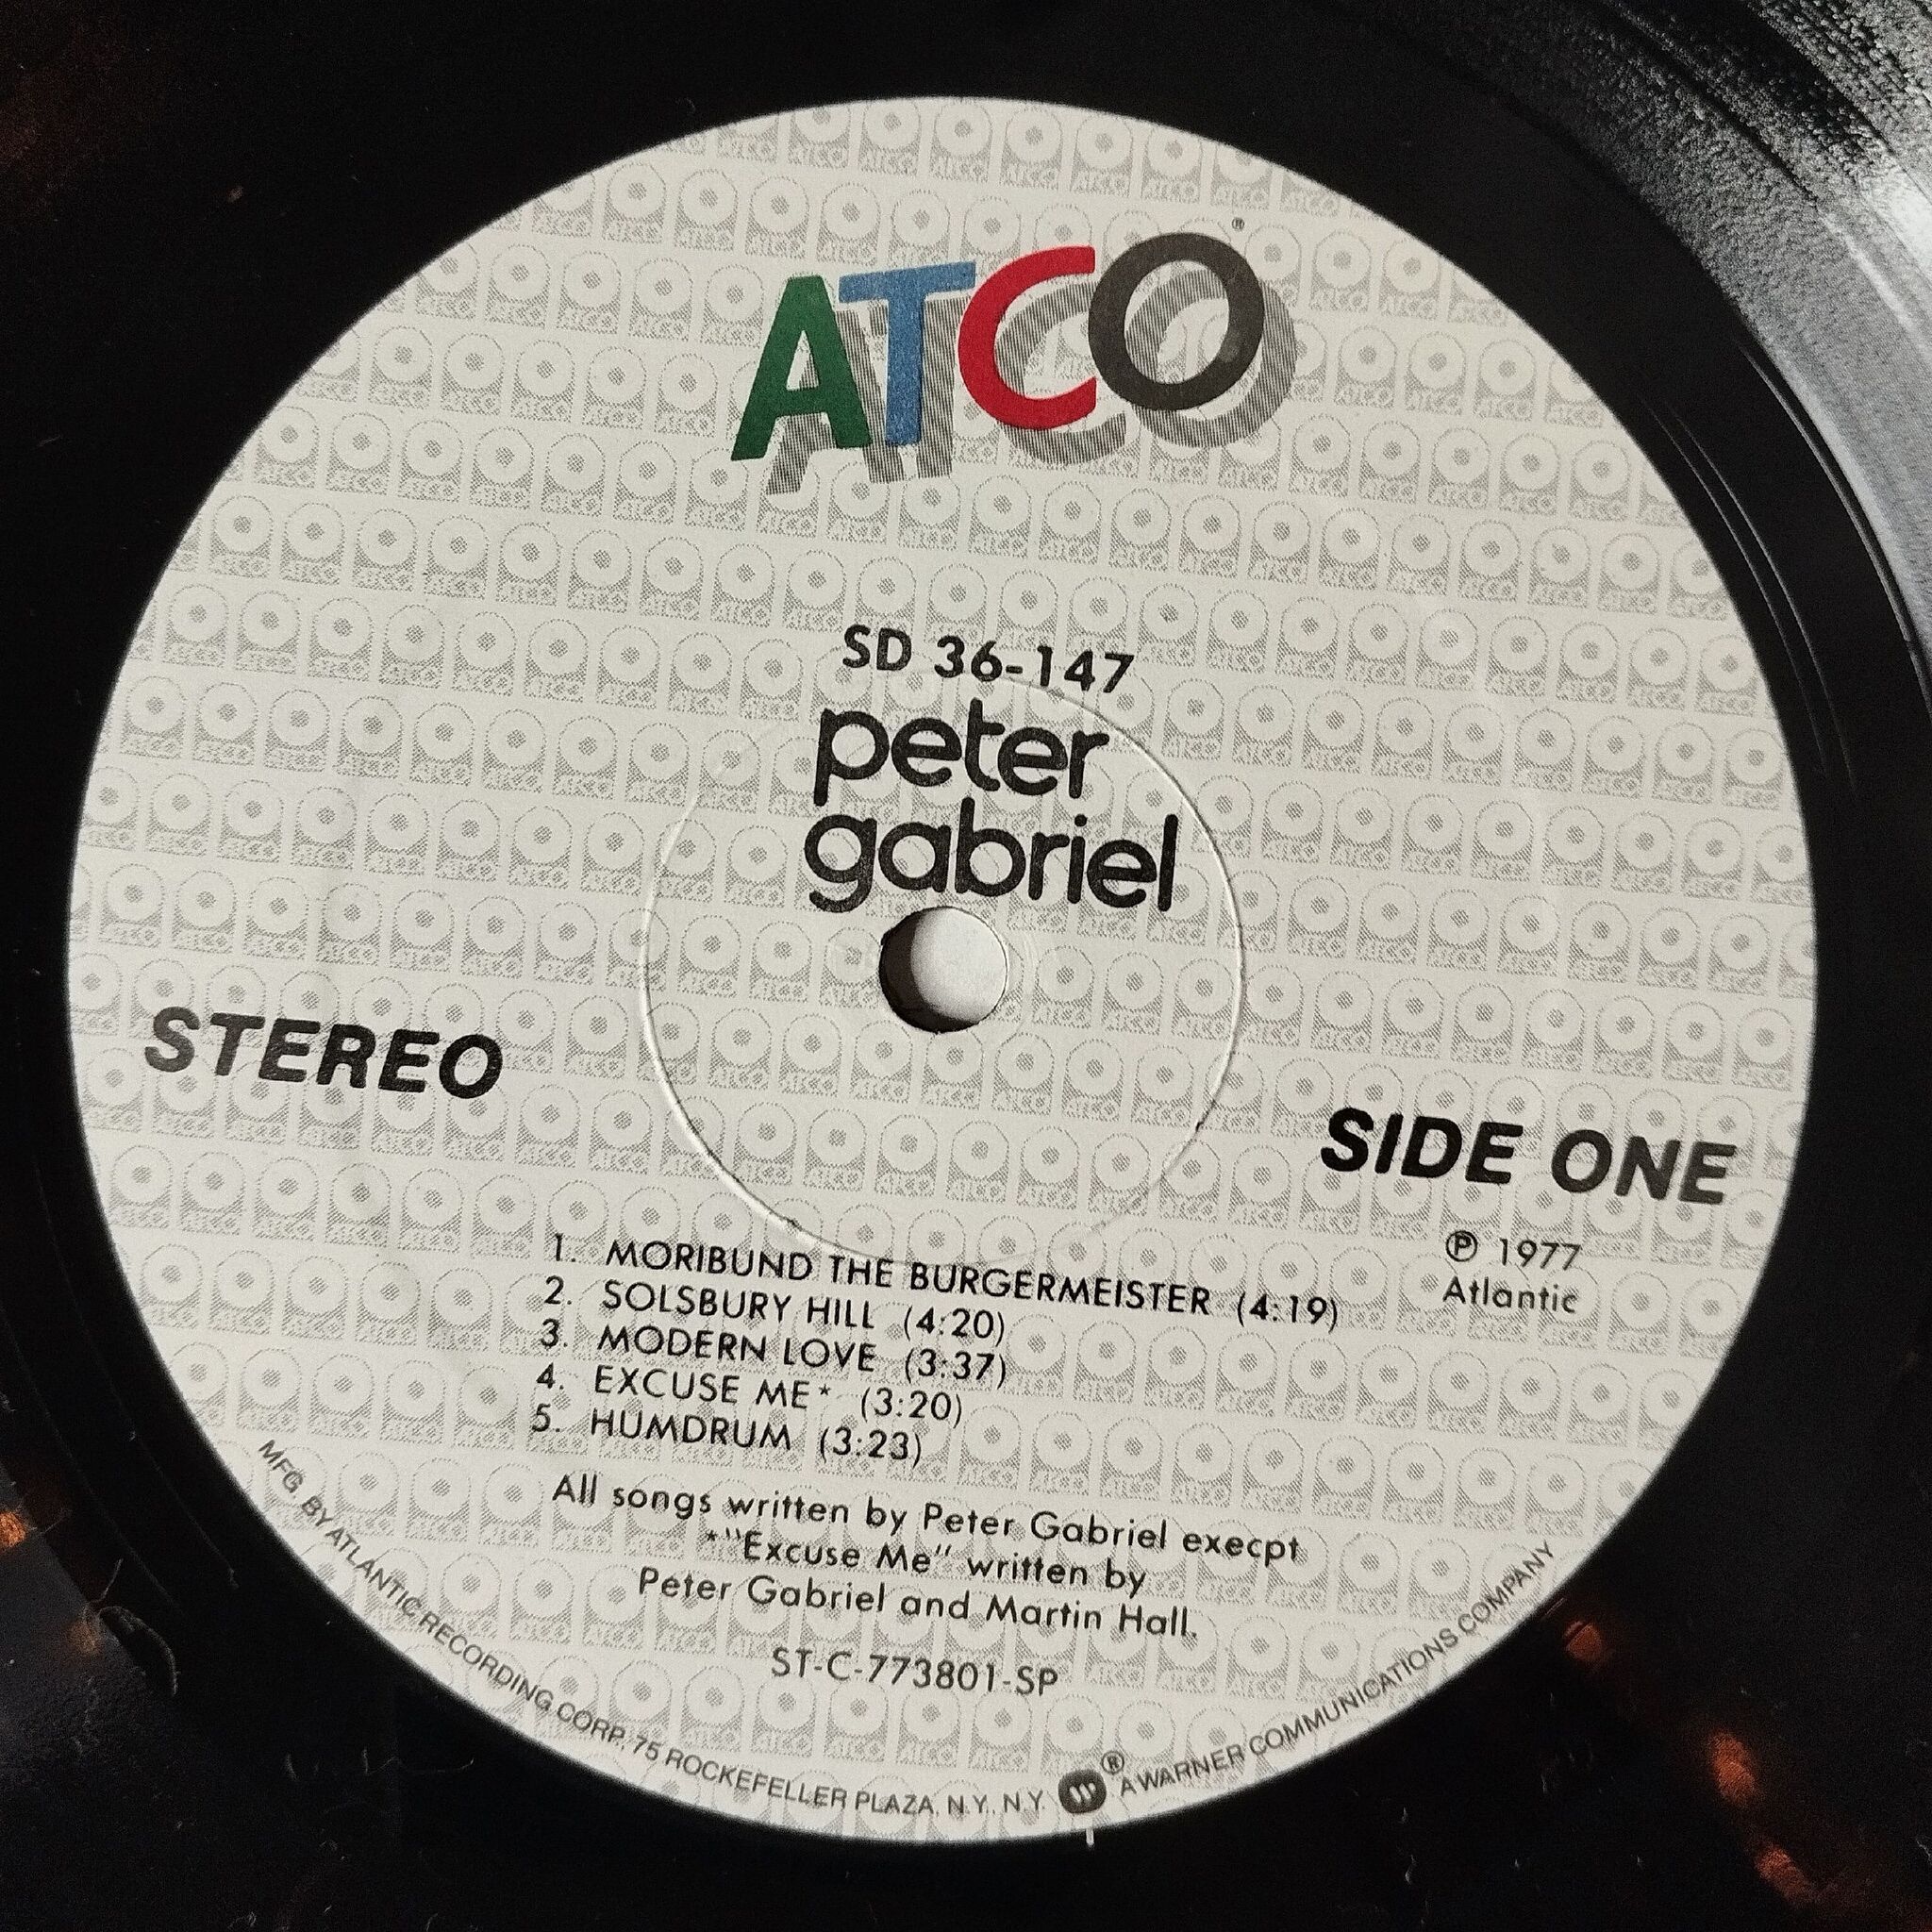 ATCO®
SD 36-147
peter
gabriel
STEREO
SIDE ONE
℗ 1977
Atlantic
1. MORIBUND THE BURGERMEISTER (4:19)
2. SOLSBURY HILL (4:20)
3. MODERN LOVE (3:37)
4. EXCUSE ME* (3:20)
5. HUMDRUM (3:23)
All songs written by Peter Gabriel execpt
*"Excuse Me" written by
Peter Gabriel and Martin Hall.
ST-C-773801-SP
MFG. BY ATLANTIC RECORDING CORP., 75 ROCKEFELLER PLAZA, N.Y., N.Y. ® A WARNER COMMUNICATIONS COMPANY